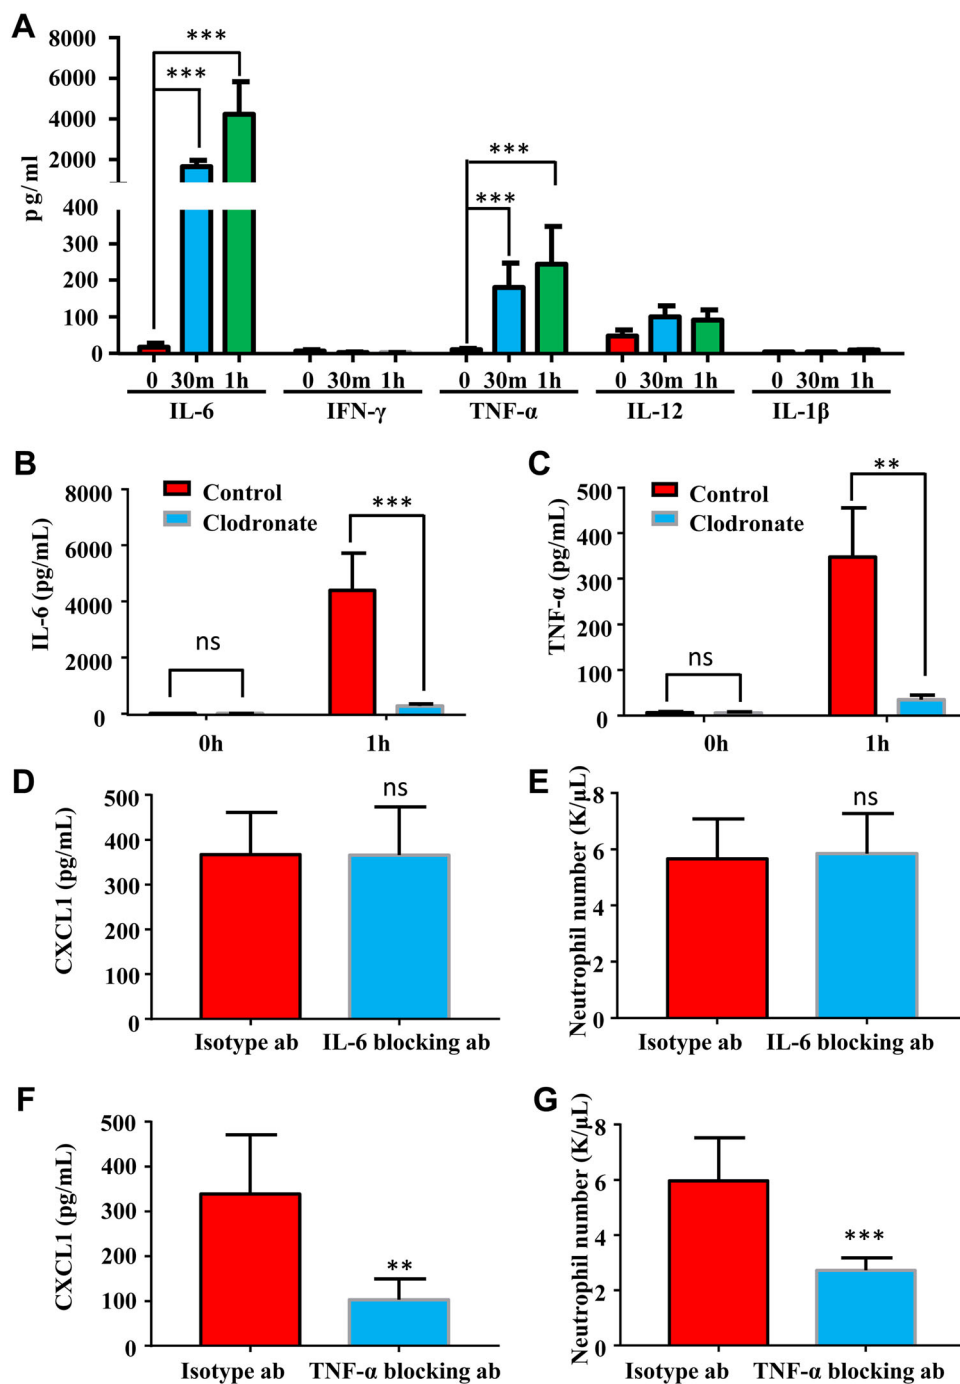 A
8000
6000
4000
2000
400
300
200
100
0
pg/ml
***
***
***
***
0 30m 1h 0 30m 1h 0 30m 1h 0 30m 1h 0 30m 1h
IL-6 IFN-γ TNF-α IL-12 IL-1β
B
8000
6000
4000
2000
0
IL-6 (pg/mL)
Control
Clodronate
***
ns
0h 1h
C
500
400
300
200
100
0
TNF-α (pg/mL)
Control
Clodronate
**
ns
0h 1h
D
500
400
300
200
100
0
CXCL1 (pg/mL)
ns
Isotype ab IL-6 blocking ab
E
8
6
4
2
0
Neutrophil number (K/μL)
ns
Isotype ab IL-6 blocking ab
F
500
400
300
200
100
0
CXCL1 (pg/mL)
**
Isotype ab TNF-α blocking ab
G
8
6
4
2
0
Neutrophil number (K/μL)
***
Isotype ab TNF-α blocking ab